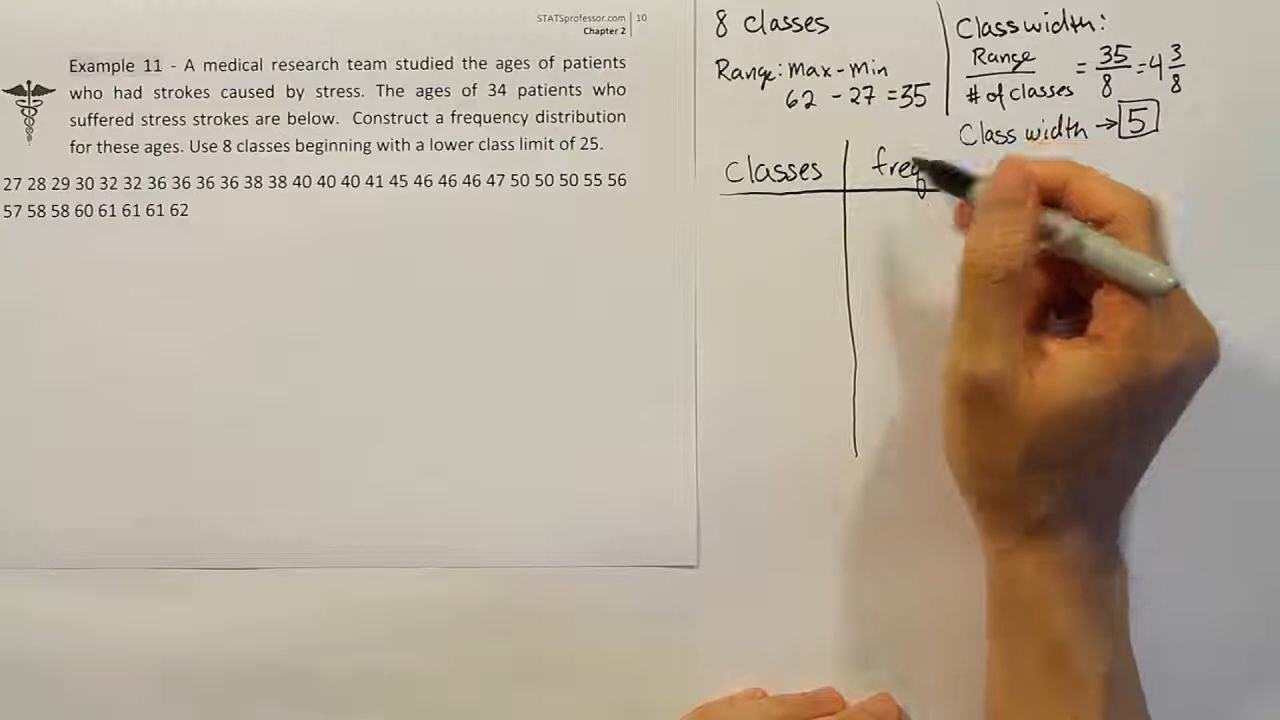 STATSprofessor.com | 10
Chapter 2
Example 11 - A medical research team studied the ages of patients
who had strokes caused by stress. The ages of 34 patients who
suffered stress strokes are below. Construct a frequency distribution
for these ages. Use 8 classes beginning with a lower class limit of 25.
27 28 29 30 32 32 36 36 36 36 38 38 40 40 40 41 45 46 46 46 47 50 50 50 55 56
57 58 58 60 61 61 61 62
8 Classes
Range: Max - Min
62 - 27 = 35
Class width:
Range
# of classes
= 35/8 = 4 3/8
Class width → 5
Classes | freq